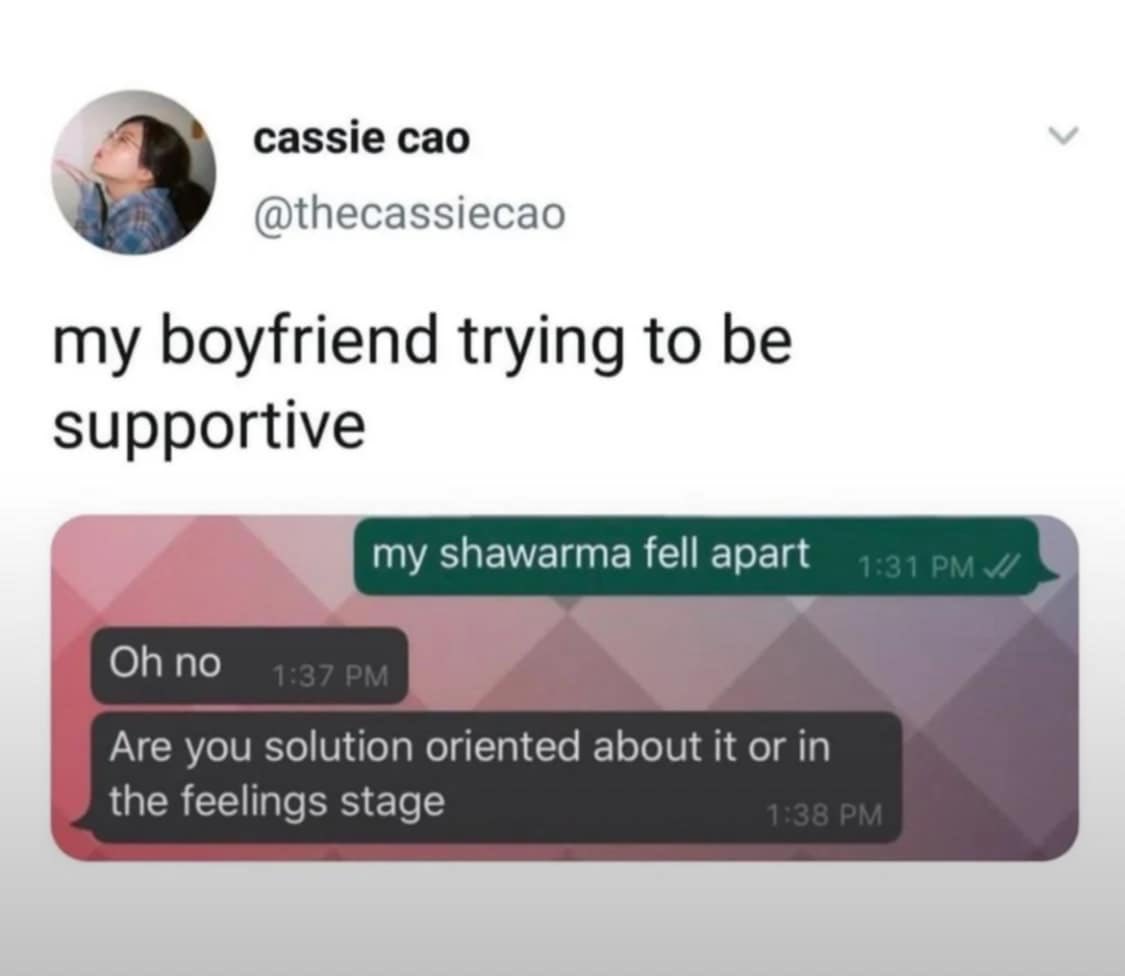 cassie cao
@thecassiecao
my boyfriend trying to be
supportive
my shawarma fell apart 1:31 PM
Oh no 1:37 PM
Are you solution oriented about it or in
the feelings stage 1:38 PM